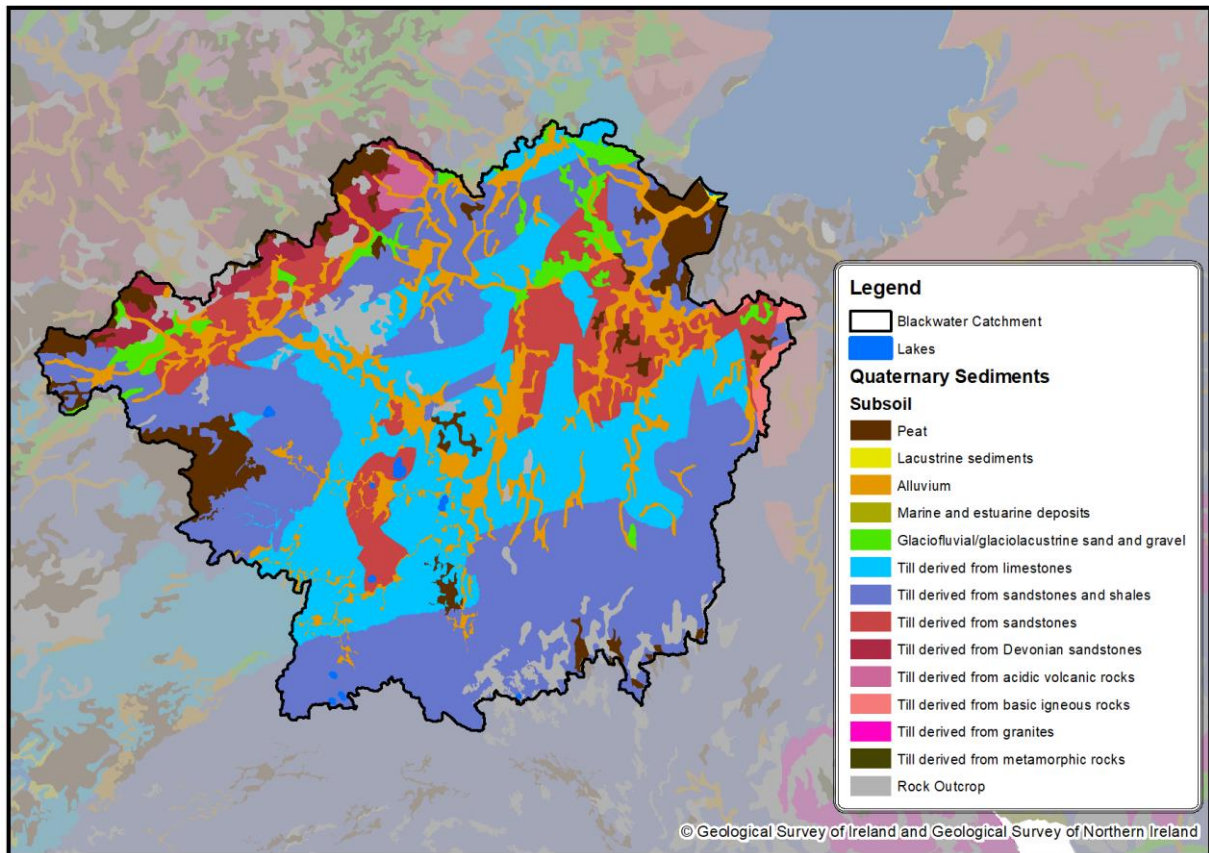 Legend
Blackwater Catchment
Lakes
Quaternary Sediments
Subsoil
Peat
Lacustrine sediments
Alluvium
Marine and estuarine deposits
Glaciofluvial/glaciolacustrine sand and gravel
Till derived from limestones
Till derived from sandstones and shales
Till derived from sandstones
Till derived from Devonian sandstones
Till derived from acidic volcanic rocks
Till derived from basic igneous rocks
Till derived from granites
Till derived from metamorphic rocks
Rock Outcrop
© Geological Survey of Ireland and Geological Survey of Northern Ireland